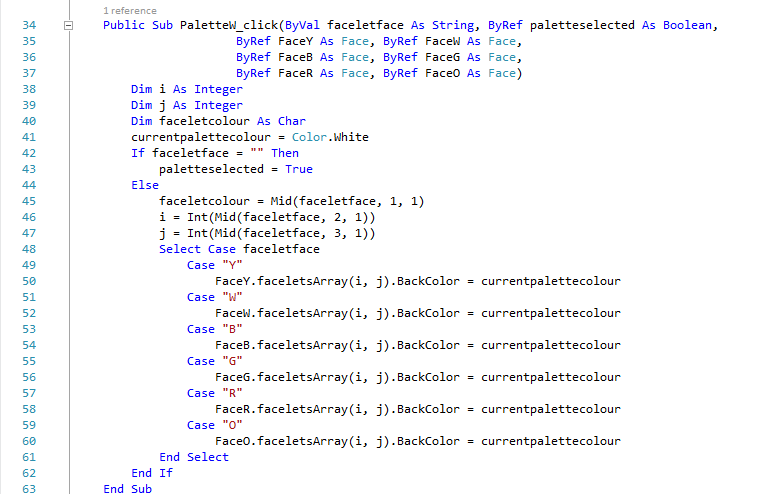 1 reference
34 Public Sub PaletteW_click(ByVal faceletface As String, ByRef paletteselected As Boolean,
35 ByRef FaceY As Face, ByRef FaceW As Face,
36 ByRef FaceB As Face, ByRef FaceG As Face,
37 ByRef FaceR As Face, ByRef FaceO As Face)
38 Dim i As Integer
39 Dim j As Integer
40 Dim faceletcolour As Char
41 currentpalettecolour = Color.White
42 If faceletface = "" Then
43 paletteselected = True
44 Else
45 faceletcolour = Mid(faceletface, 1, 1)
46 i = Int(Mid(faceletface, 2, 1))
47 j = Int(Mid(faceletface, 3, 1))
48 Select Case faceletface
49 Case "Y"
50 FaceY.faceletsArray(i, j).BackColor = currentpalettecolour
51 Case "W"
52 FaceW.faceletsArray(i, j).BackColor = currentpalettecolour
53 Case "B"
54 FaceB.faceletsArray(i, j).BackColor = currentpalettecolour
55 Case "G"
56 FaceG.faceletsArray(i, j).BackColor = currentpalettecolour
57 Case "R"
58 FaceR.faceletsArray(i, j).BackColor = currentpalettecolour
59 Case "O"
60 FaceO.faceletsArray(i, j).BackColor = currentpalettecolour
61 End Select
62 End If
63 End Sub